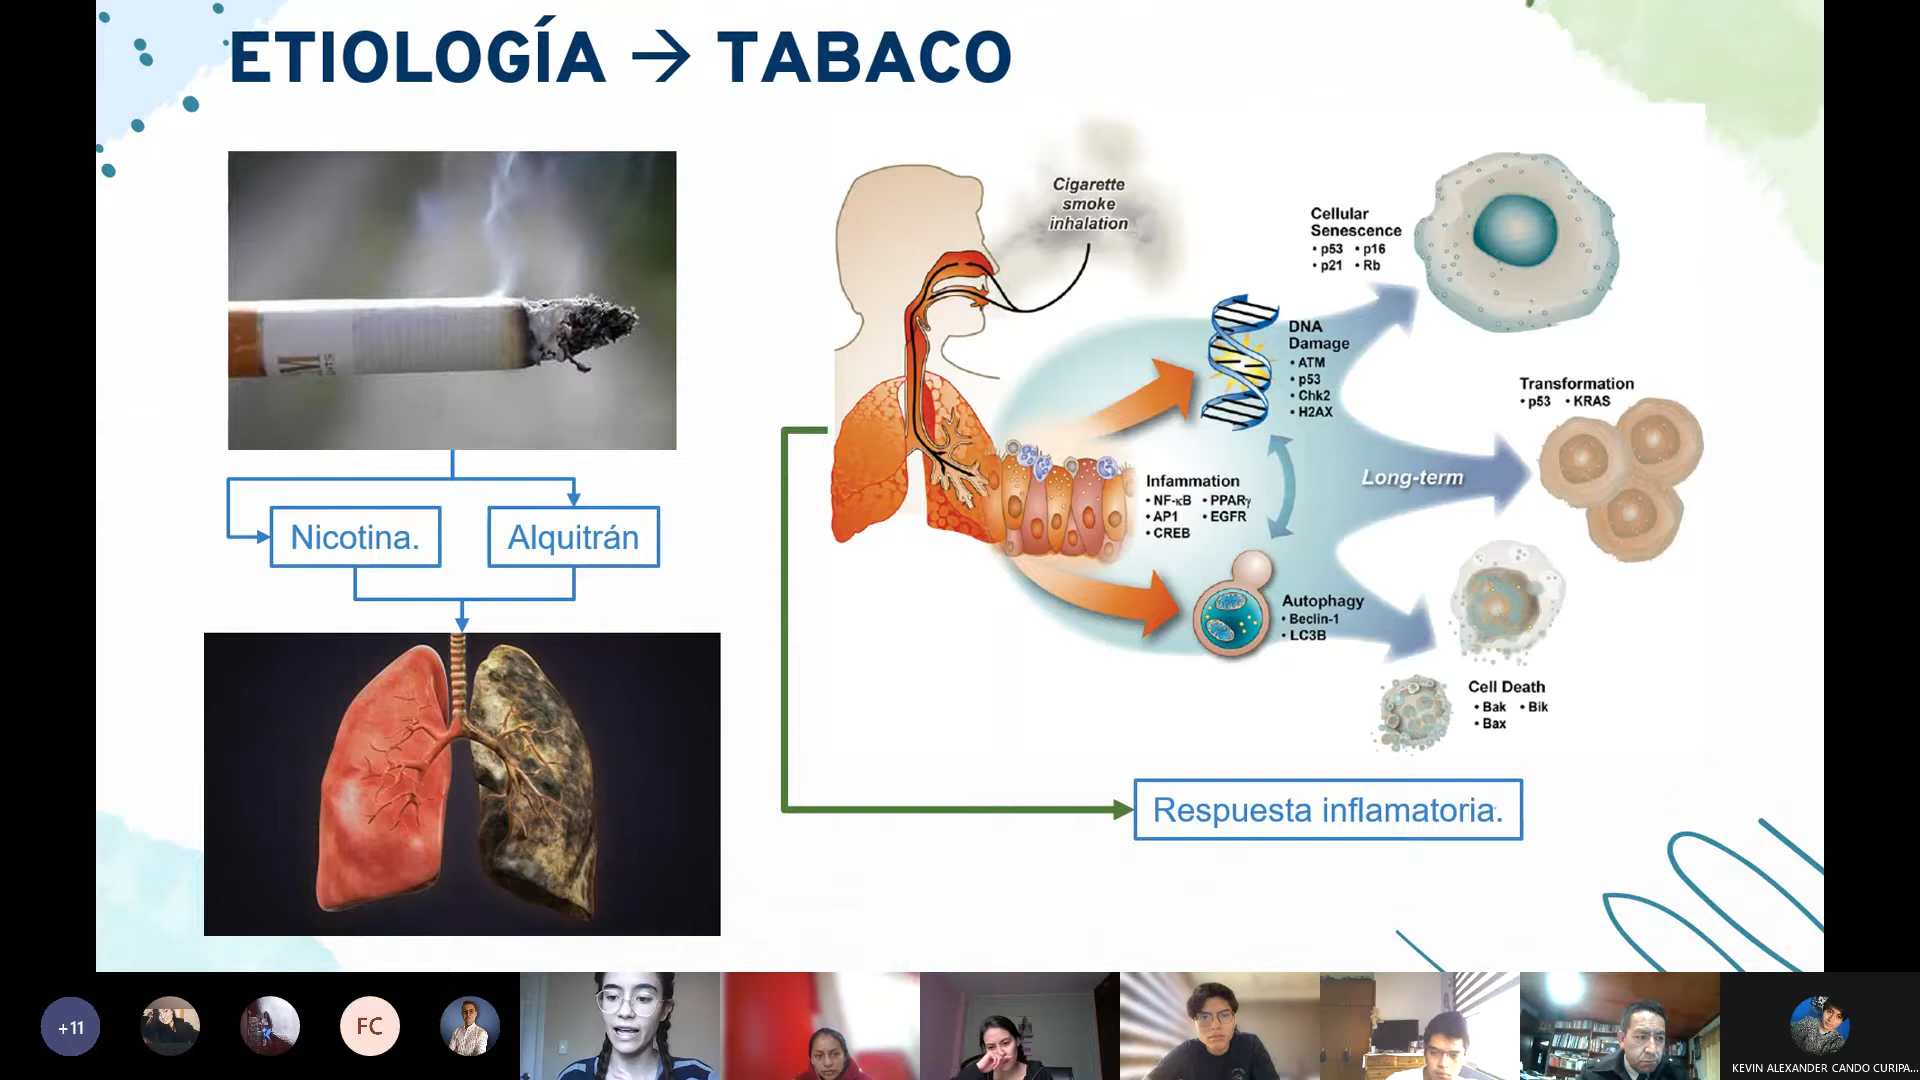 ETIOLOGÍA → TABACO
Nicotina.
Alquitrán
Cigarette
smoke
inhalation
Cellular
Senescence
• p53 • p16
• p21 • Rb
DNA
Damage
• ATM
• p53
• Chk2
• H2AX
Transformation
• p53 • KRAS
Long-term
Infammation
• NF-κB • PPARγ
• AP1 • EGFR
• CREB
Autophagy
• Beclin-1
• LC3B
Cell Death
• Bak • Bik
• Bax
Respuesta inflamatoria.
+11
FC
KEVIN ALEXANDER CANDO CURIPA...